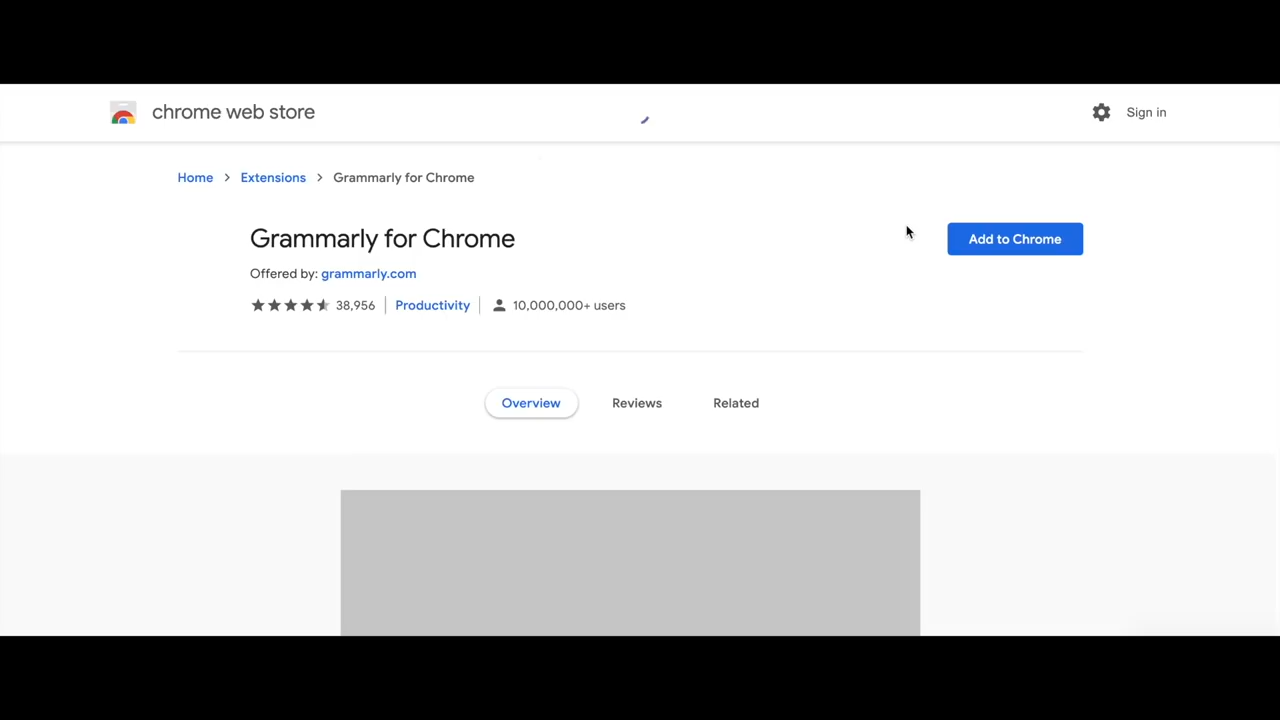 chrome web store
Sign in
Home > Extensions > Grammarly for Chrome
Grammarly for Chrome
Add to Chrome
Offered by: grammarly.com
38,956 Productivity 10,000,000+ users
Overview Reviews Related